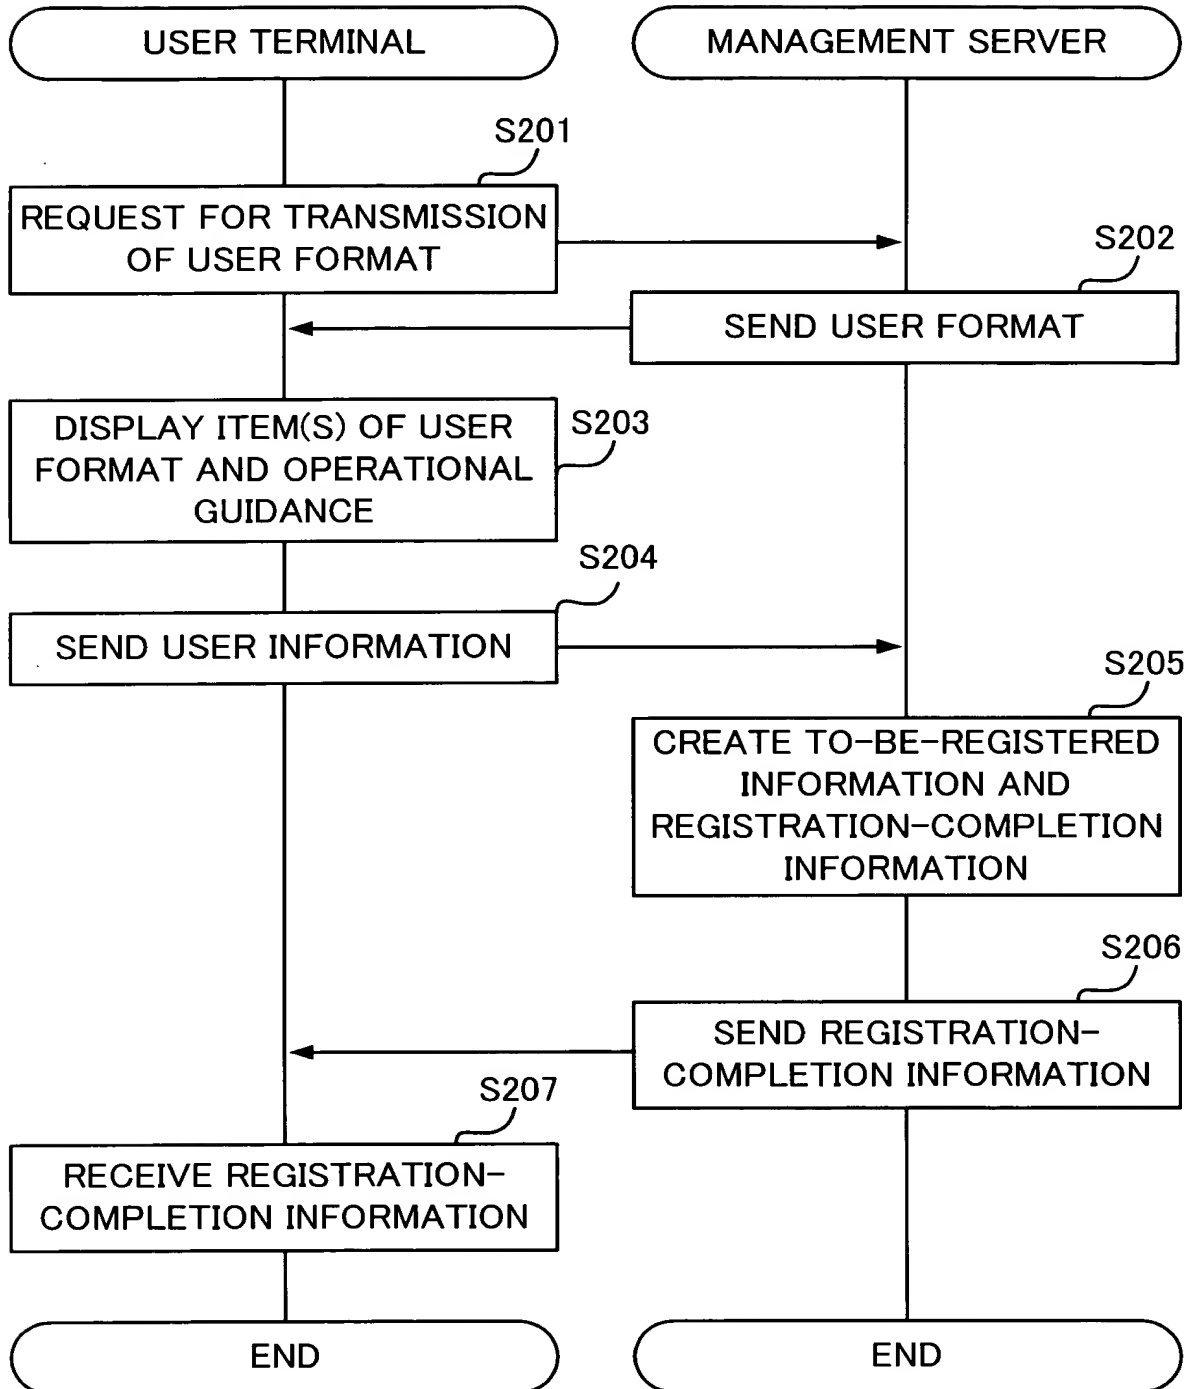 USER TERMINAL
MANAGEMENT SERVER
S201
REQUEST FOR TRANSMISSION
OF USER FORMAT
S202
SEND USER FORMAT
S203
DISPLAY ITEM(S) OF USER
FORMAT AND OPERATIONAL
GUIDANCE
S204
SEND USER INFORMATION
S205
CREATE TO-BE-REGISTERED
INFORMATION AND
REGISTRATION-COMPLETION
INFORMATION
S206
SEND REGISTRATION-
COMPLETION INFORMATION
S207
RECEIVE REGISTRATION-
COMPLETION INFORMATION
END
END